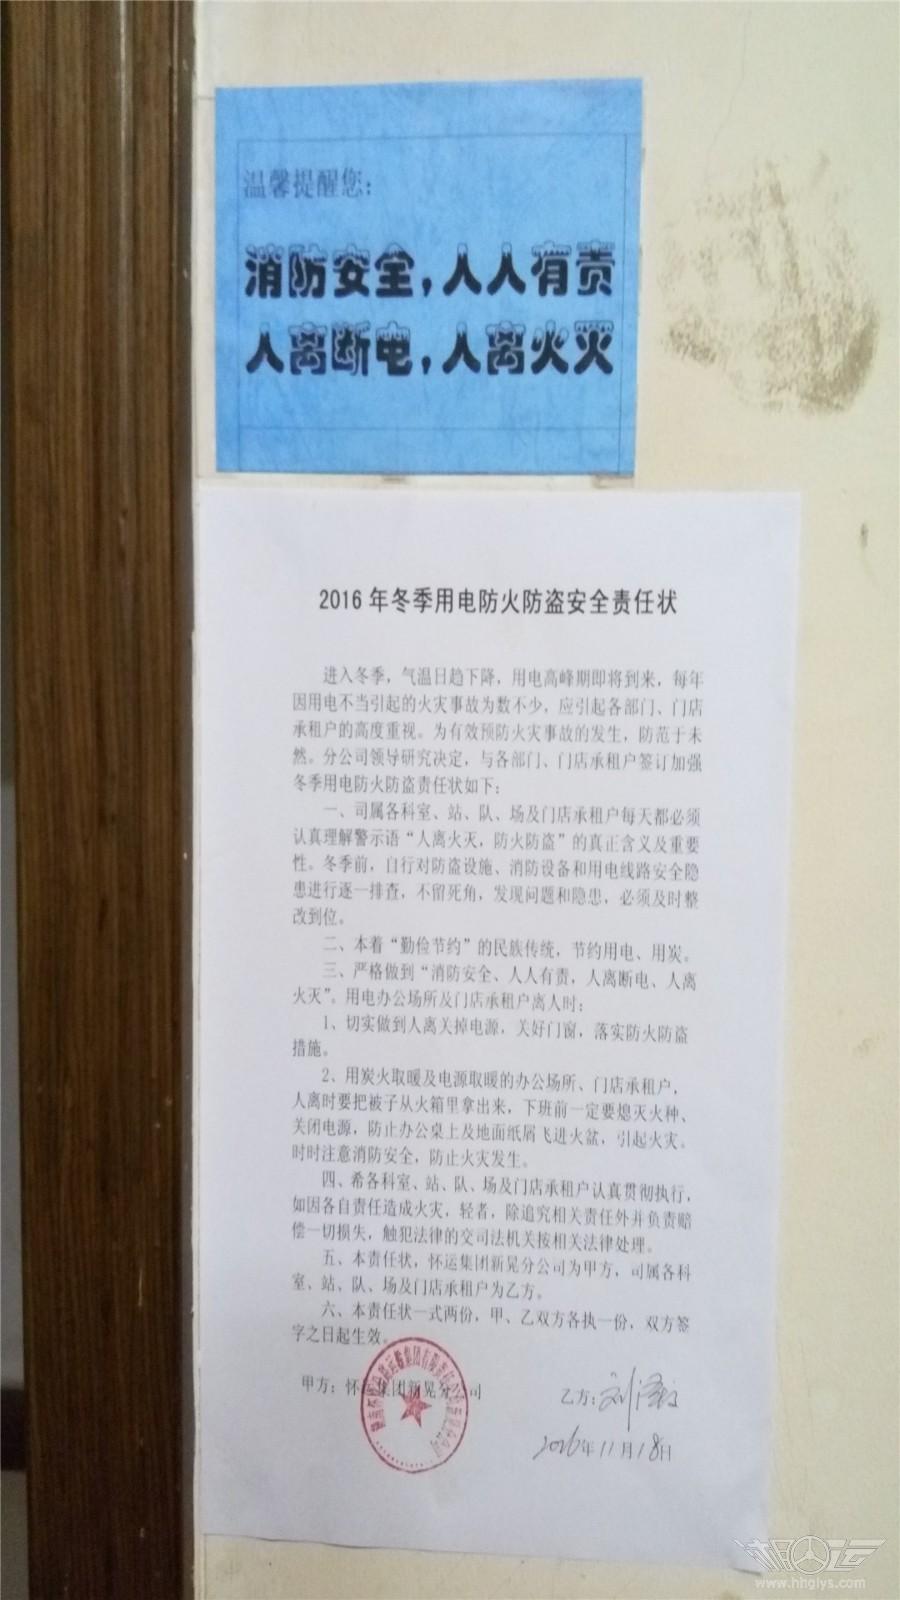 温馨提醒您：
消防安全，人人有责
人离断电，人离火灭
2016年冬季用电防火防盗安全责任状
进入冬季，气温日趋下降，用电高峰期即将到来，每年
因用电不当引起的火灾事故为数不少，应引起各部门、门店
承租户的高度重视。为有效预防火灾事故的发生，防范于未
然。分公司领导研究决定，与各部门、门店承租户签订加强
冬季用电防火防盗责任状如下：
一、司属各科室、站、队、场及门店承租户每天都必须
认真理解警示语“人离火灭，防火防盗”的真正含义及重要
性。冬季前，自行对防盗设施、消防设备和用电线路安全隐
患进行逐一排查，不留死角，发现问题和隐患，必须及时整
改到位。
二、本着“勤俭节约”的民族传统，节约用电、用炭。
三、严格做到“消防安全、人人有责，人离断电、人离
火灭”。用电办公场所及门店承租户离人时：
1、切实做到人离关掉电源，关好门窗，落实防火防盗
措施。
2、用炭火取暖及电源取暖的办公场所、门店承租户，
人离时要把被子从火箱里拿出来，下班前一定要熄灭火种、
关闭电源，防止办公桌上及地面纸屑飞进火盆，引起火灾。
时时注意消防安全，防止火灾发生。
四、希各科室、站、队、场及门店承租户认真贯彻执行，
如因各自责任造成火灾，轻者，除追究相关责任外并负责赔
偿一切损失，触犯法律的交司法机关按相关法律处理。
五、本责任状，怀运集团新晃分公司为甲方，司属各科
室、站、队、场及门店承租户为乙方。
六、本责任状一式两份，甲、乙双方各执一份，双方签
字之日起生效。
甲方：怀运集团新晃分公司
乙方：刘
2016年11月18日
www.hhglys.com